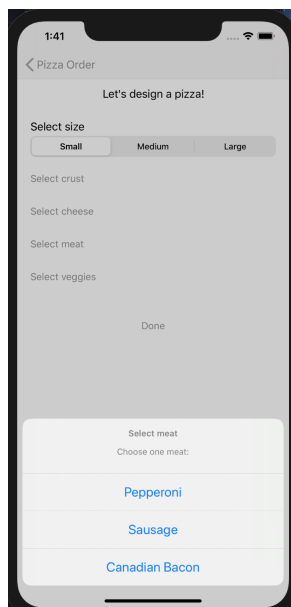 1:41
Pizza Order
Let's design a pizza!
Select size
Small Medium Large
Select crust
Select cheese
Select meat
Select veggies
Done
Select meat
Choose one meat:
Pepperoni
Sausage
Canadian Bacon